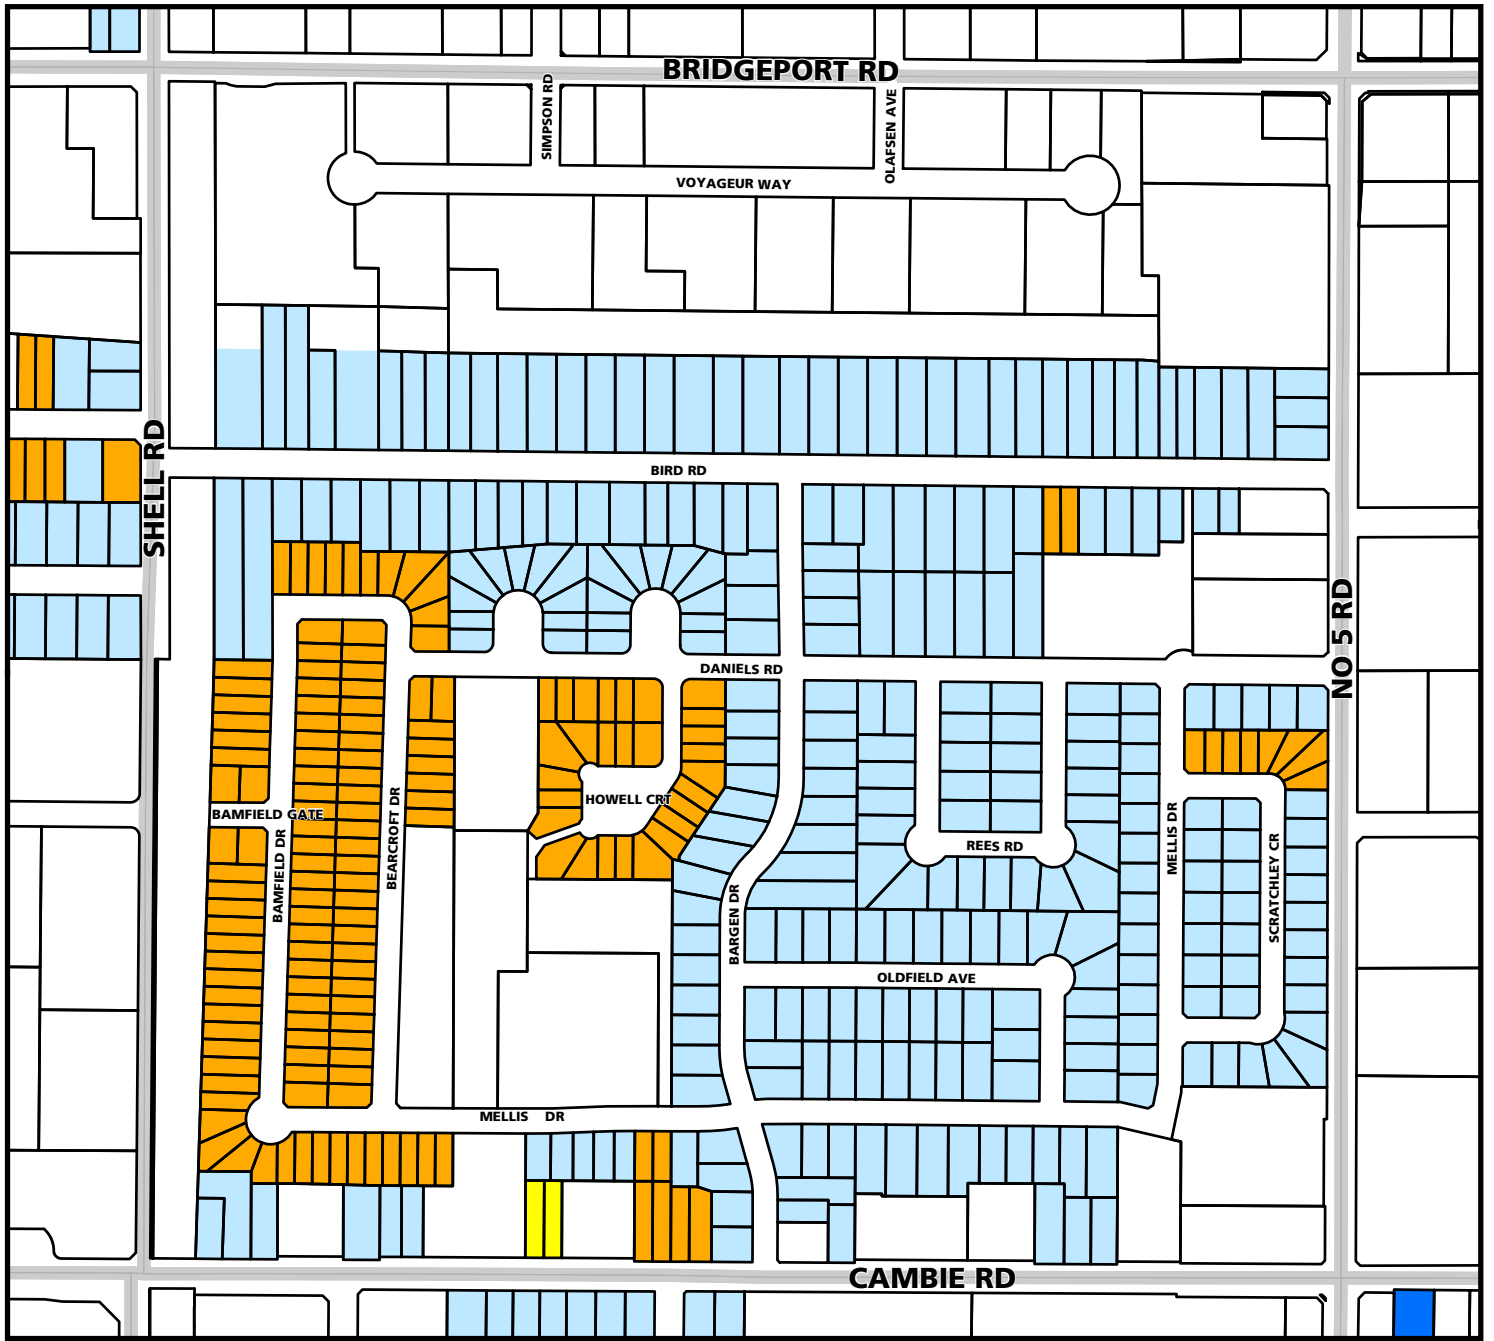 BRIDGEPORT RD
SIMPSON RD
OLAFSEN AVE
VOYAGEUR WAY
SHELL RD
BIRD RD
NO 5 RD
DANIELS RD
HOWELL CRT
BAMFIELD GATE
BEARCROFT DR
BAMFIELD DR
MELLIS DR
REES RD
SCRATCHLEY CR
BARGEN DR
OLDFIELD AVE
MELLIS DR
CAMBIE RD